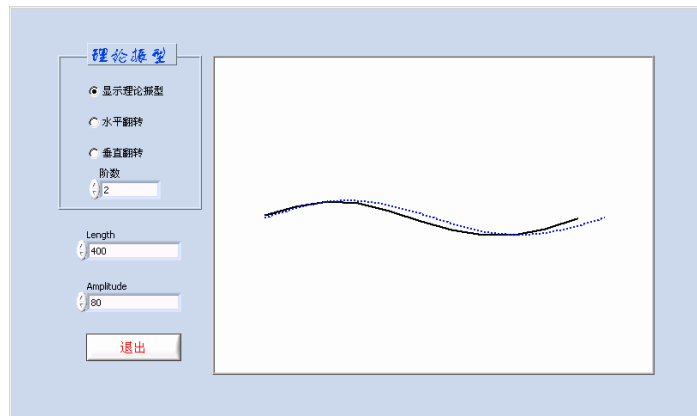 理论振型
显示理论振型
水平翻转
垂直翻转
阶数
2
Length
400
Amplitude
80
退出